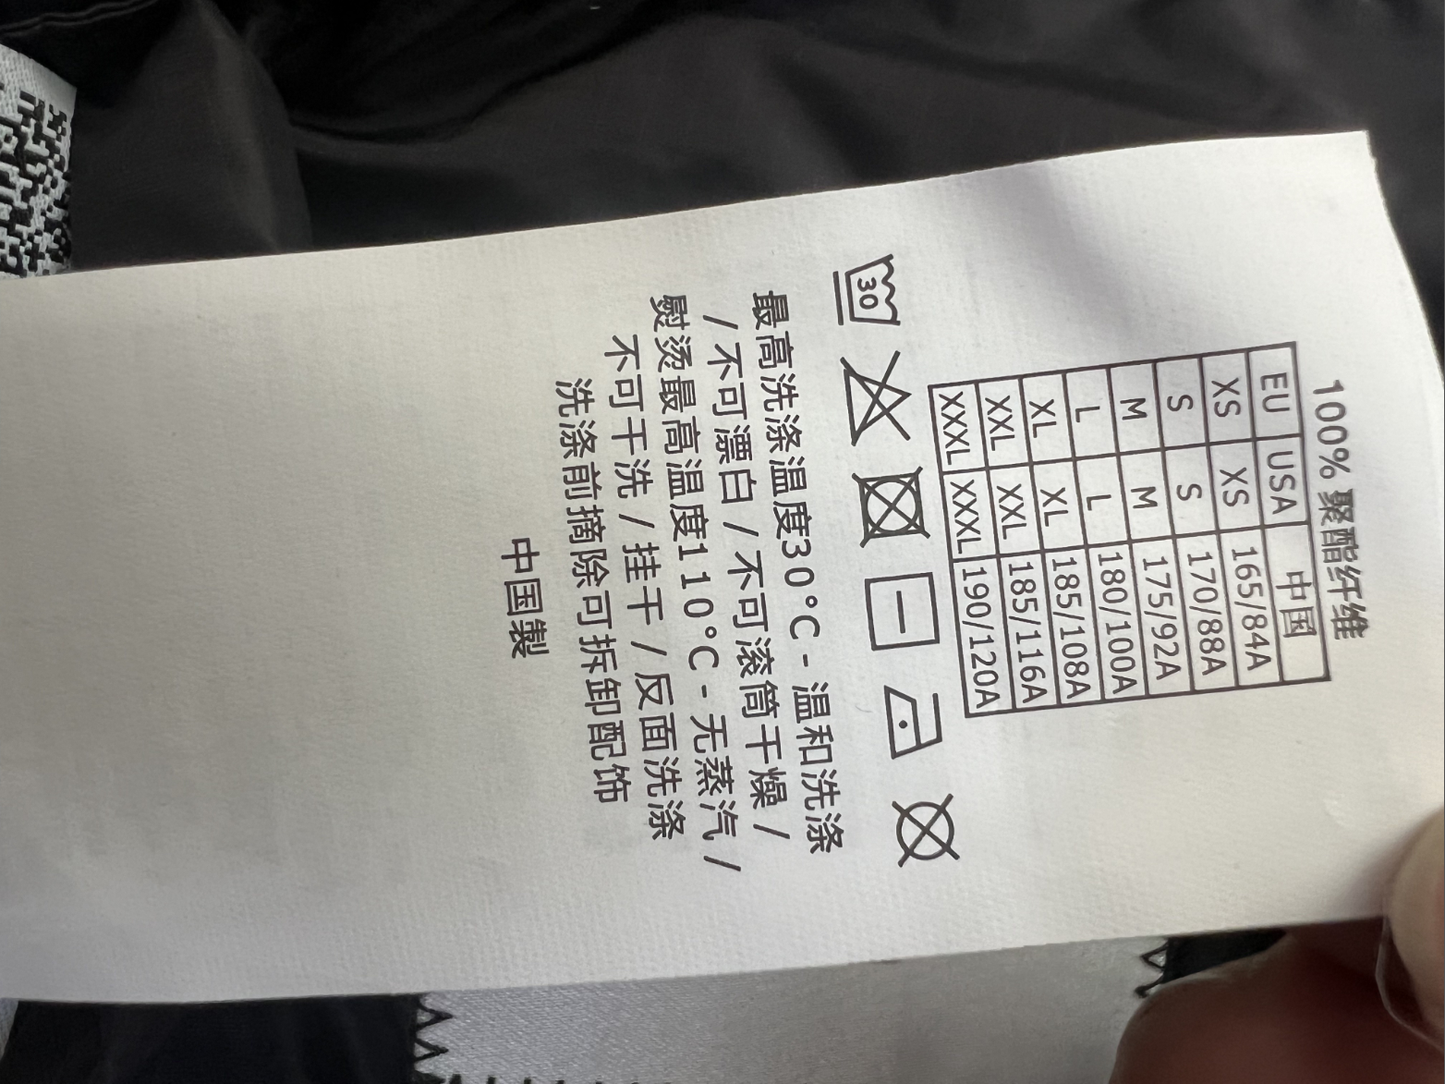 100% 聚酯纤维
EU USA 中国
XS XS 165/84A
S S 170/88A
M M 175/92A
L L 180/100A
XL XL 185/108A
XXL XXL 185/116A
XXXL XXXL 190/120A
30
最高洗涤温度30°C - 温和洗涤
/ 不可漂白 / 不可滚筒干燥 /
熨烫最高温度110°C - 无蒸汽 /
不可干洗 / 挂干 / 反面洗涤
洗涤前摘除可拆卸配饰
中国製